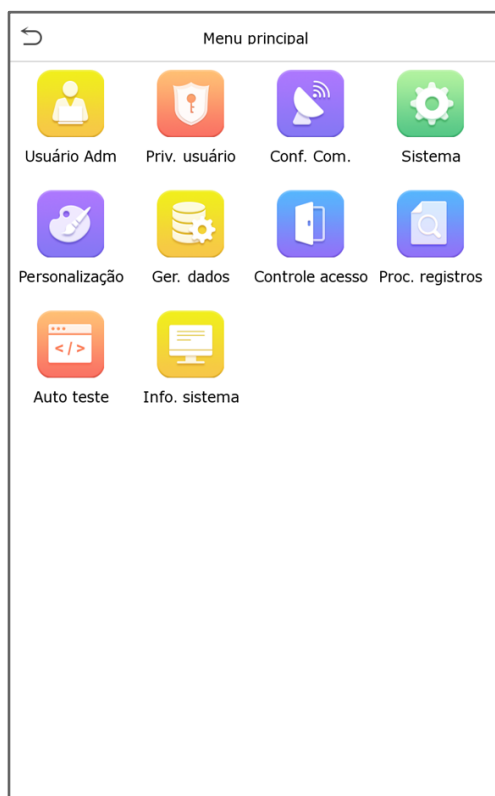 Menu principal
Usuário Adm
Priv. usuário
Conf. Com.
Sistema
Personalização
Ger. dados
Controle acesso
Proc. registros
</>
Auto teste
Info. sistema